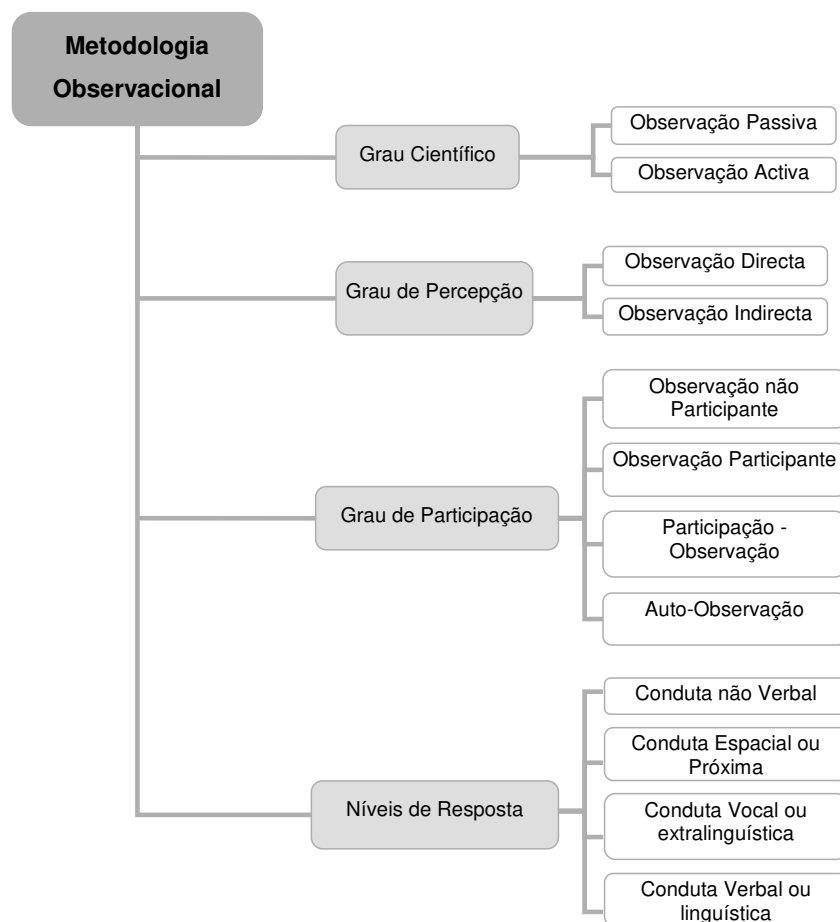 Metodologia
Observacional
Grau Científico
Observação Passiva
Observação Activa
Grau de Percepção
Observação Directa
Observação Indirecta
Grau de Participação
Observação não
Participante
Observação Participante
Participação -
Observação
Auto-Observação
Níveis de Resposta
Conduta não Verbal
Conduta Espacial ou
Próxima
Conduta Vocal ou
extralinguística
Conduta Verbal ou
linguística